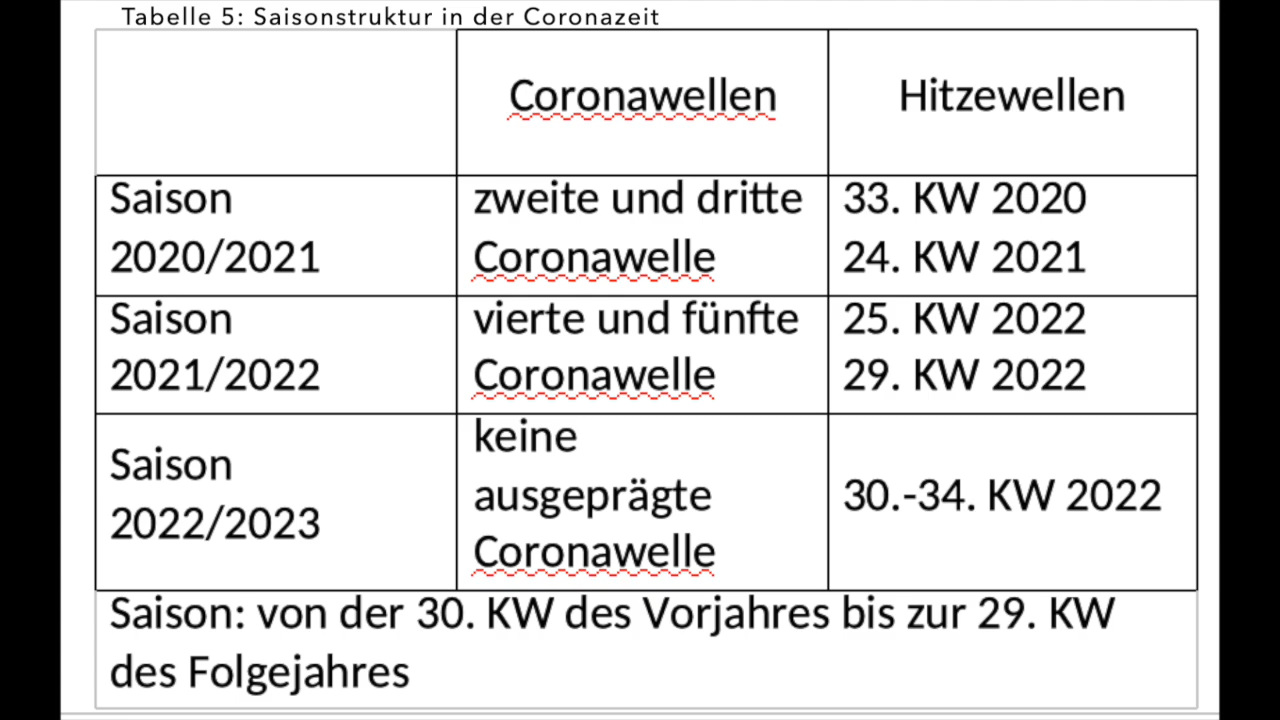 Tabelle 5: Saisonstruktur in der Coronazeit
Coronawellen
Hitzewellen
Saison
2020/2021
zweite und dritte
Coronawelle
33. KW 2020
24. KW 2021
Saison
2021/2022
vierte und fünfte
Coronawelle
25. KW 2022
29. KW 2022
Saison
2022/2023
keine
ausgeprägte
Coronawelle
30.-34. KW 2022
Saison: von der 30. KW des Vorjahres bis zur 29. KW
des Folgejahres